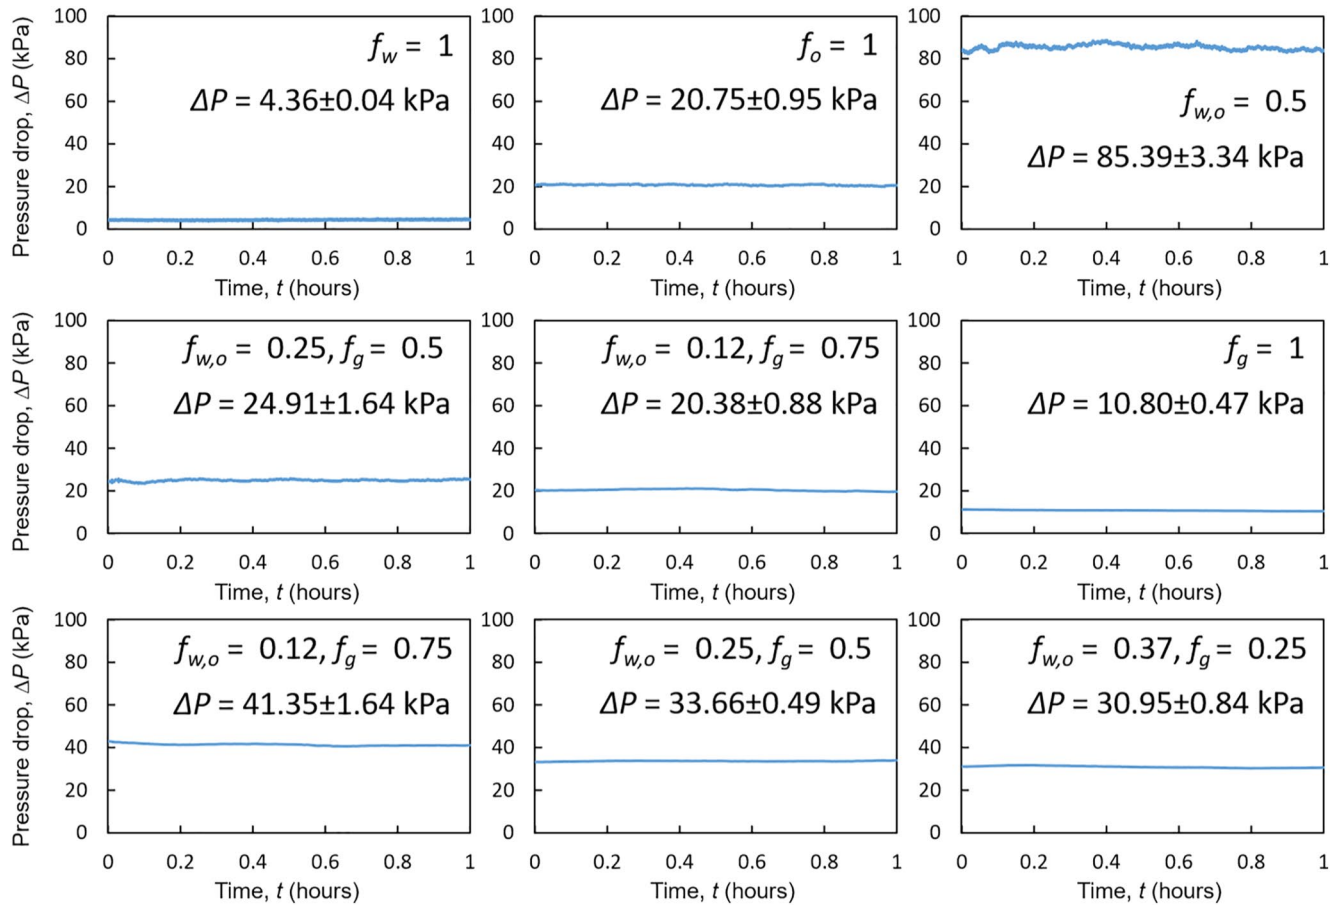 Pressure drop, ΔP (kPa)
100
80
60
40
20
0
f_w = 1
ΔP = 4.36±0.04 kPa
0 0.2 0.4 0.6 0.8 1
Time, t (hours)
100
80
60
40
20
0
f_o = 1
ΔP = 20.75±0.95 kPa
0 0.2 0.4 0.6 0.8 1
Time, t (hours)
100
80
60
40
20
0
f_w,o = 0.5
ΔP = 85.39±3.34 kPa
0 0.2 0.4 0.6 0.8 1
Time, t (hours)
Pressure drop, ΔP (kPa)
100
80
60
40
20
0
f_w,o = 0.25, f_g = 0.5
ΔP = 24.91±1.64 kPa
0 0.2 0.4 0.6 0.8 1
Time, t (hours)
100
80
60
40
20
0
f_w,o = 0.12, f_g = 0.75
ΔP = 20.38±0.88 kPa
0 0.2 0.4 0.6 0.8 1
Time, t (hours)
100
80
60
40
20
0
f_g = 1
ΔP = 10.80±0.47 kPa
0 0.2 0.4 0.6 0.8 1
Time, t (hours)
Pressure drop, ΔP (kPa)
100
80
60
40
20
0
f_w,o = 0.12, f_g = 0.75
ΔP = 41.35±1.64 kPa
0 0.2 0.4 0.6 0.8 1
Time, t (hours)
100
80
60
40
20
0
f_w,o = 0.25, f_g = 0.5
ΔP = 33.66±0.49 kPa
0 0.2 0.4 0.6 0.8 1
Time, t (hours)
100
80
60
40
20
0
f_w,o = 0.37, f_g = 0.25
ΔP = 30.95±0.84 kPa
0 0.2 0.4 0.6 0.8 1
Time, t (hours)